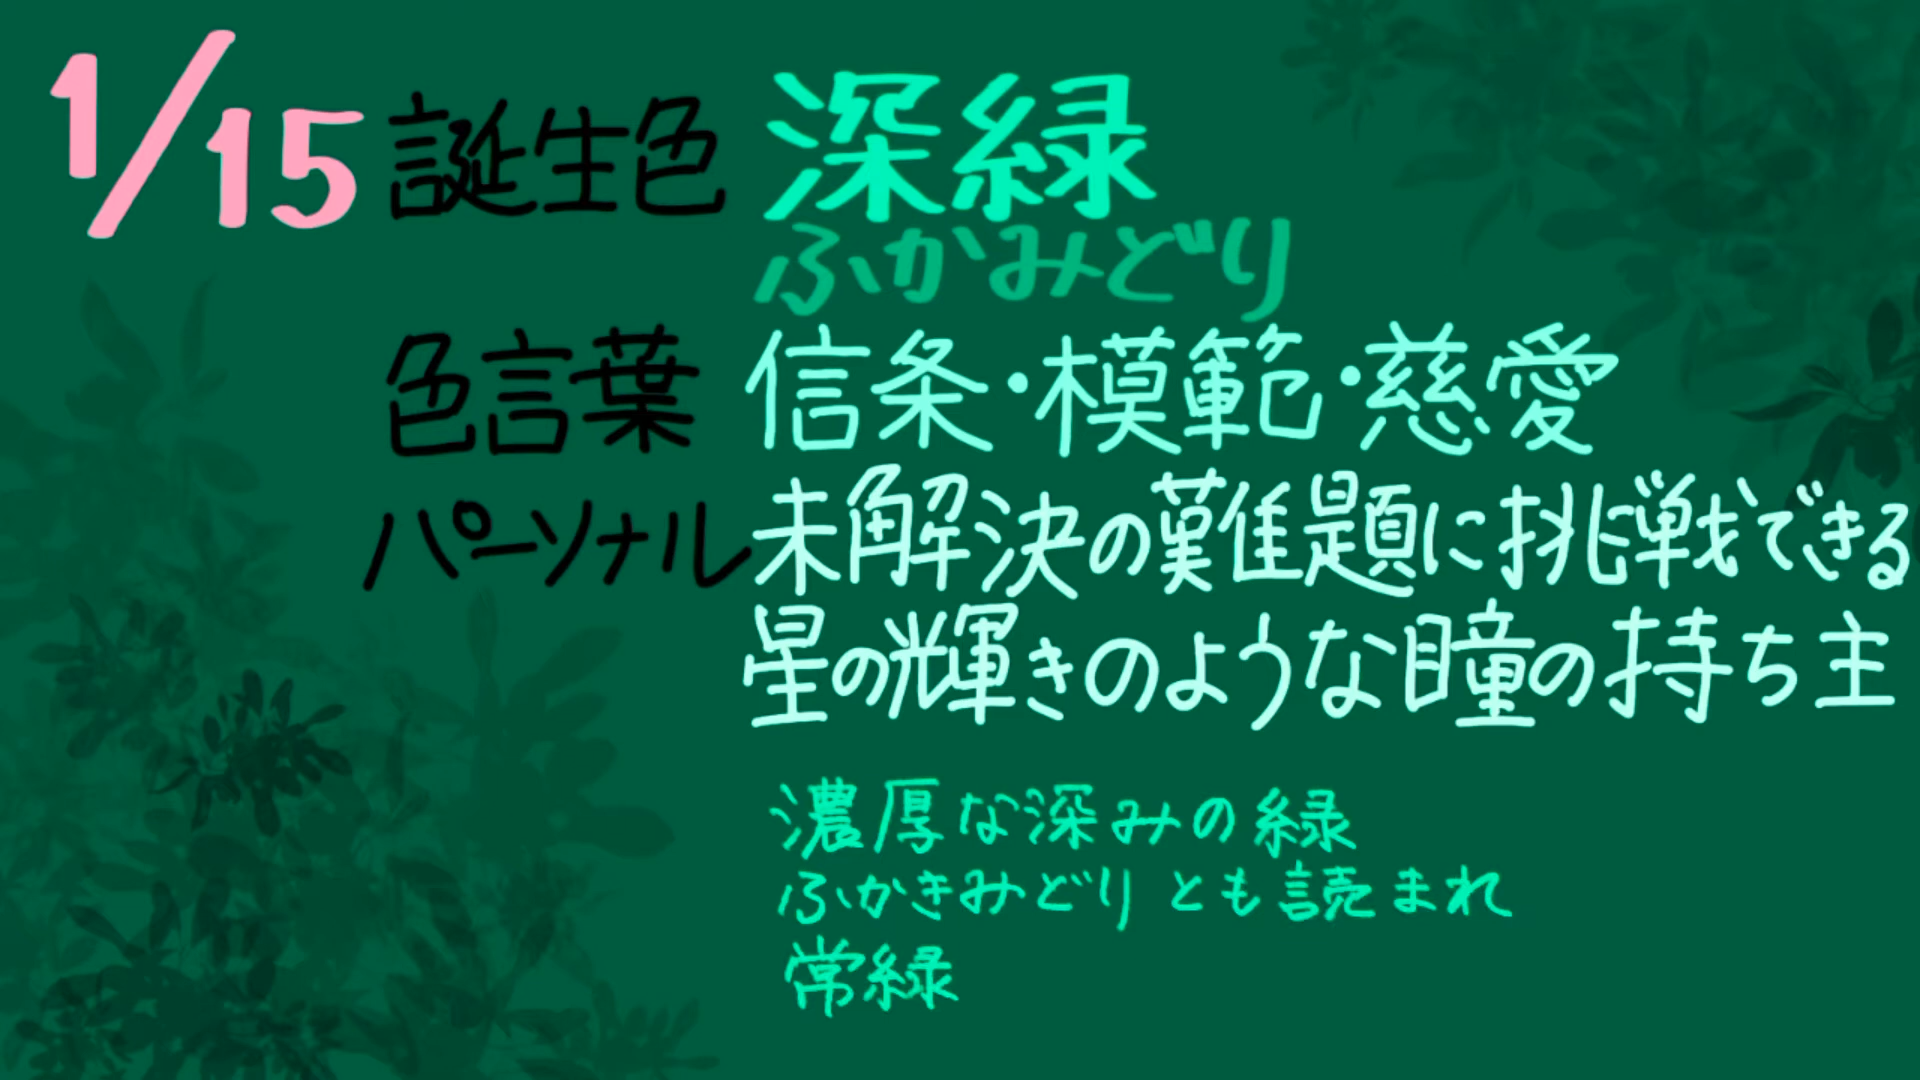 1/15 誕生色 深緑
ふかみどり
色言葉 信条・模範・慈愛
パーソナル 未解決の難題に挑戦できる
星の輝きのような瞳の持ち主
濃厚な深みの緑
ふかきみどりとも読まれ
常緑